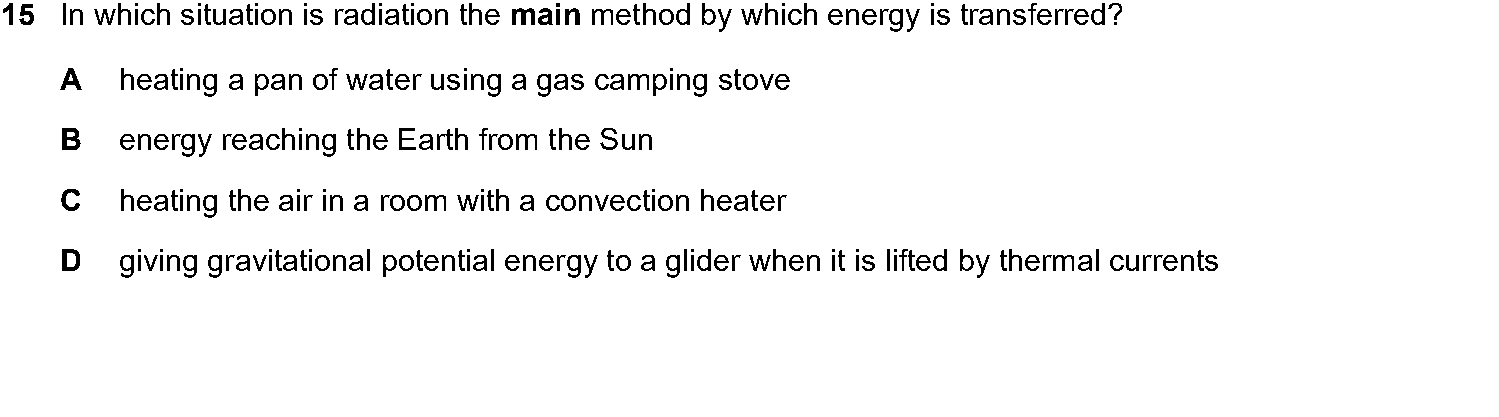 15 In which situation is radiation the main method by which energy is transferred?
A heating a pan of water using a gas camping stove
B energy reaching the Earth from the Sun
C heating the air in a room with a convection heater
D giving gravitational potential energy to a glider when it is lifted by thermal currents